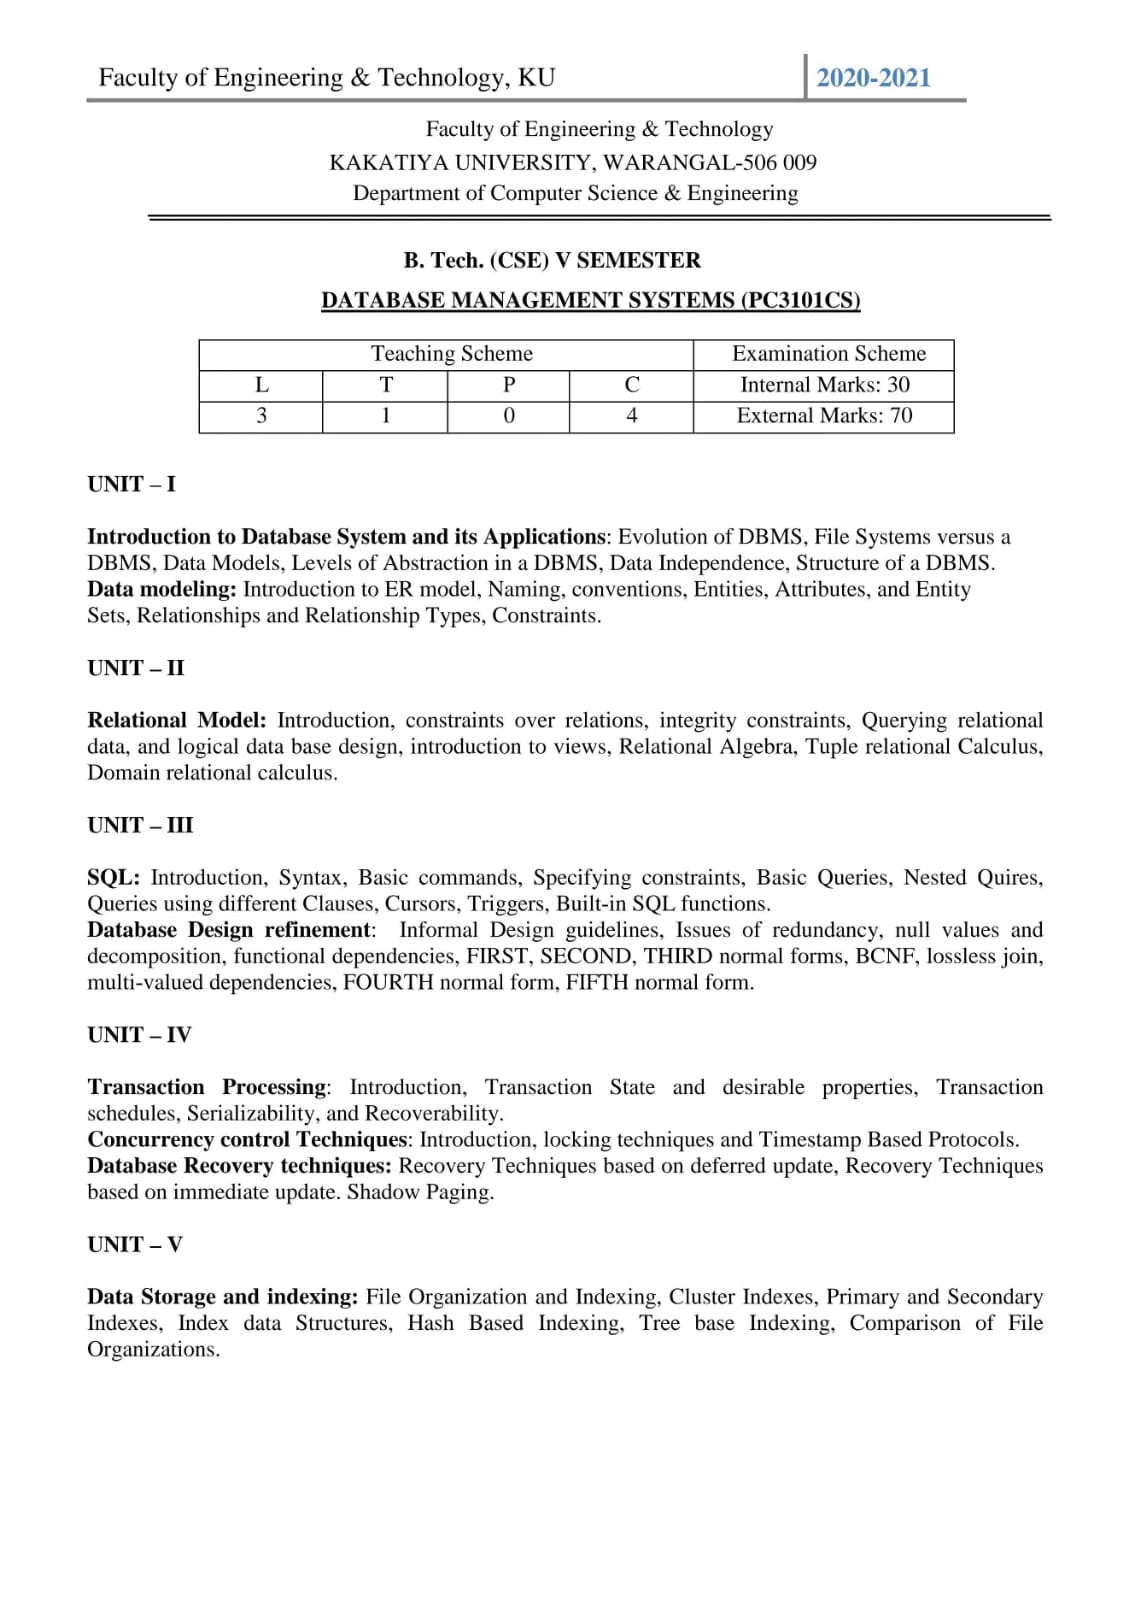 Faculty of Engineering & Technology, KU 2020-2021
Faculty of Engineering & Technology
KAKATIYA UNIVERSITY, WARANGAL-506 009
Department of Computer Science & Engineering
B. Tech. (CSE) V SEMESTER
DATABASE MANAGEMENT SYSTEMS (PC3101CS)
Teaching Scheme Examination Scheme
L T P C Internal Marks: 30
3 1 0 4 External Marks: 70
UNIT – I
Introduction to Database System and its Applications: Evolution of DBMS, File Systems versus a
DBMS, Data Models, Levels of Abstraction in a DBMS, Data Independence, Structure of a DBMS.
Data modeling: Introduction to ER model, Naming, conventions, Entities, Attributes, and Entity
Sets, Relationships and Relationship Types, Constraints.
UNIT – II
Relational Model: Introduction, constraints over relations, integrity constraints, Querying relational
data, and logical data base design, introduction to views, Relational Algebra, Tuple relational Calculus,
Domain relational calculus.
UNIT – III
SQL: Introduction, Syntax, Basic commands, Specifying constraints, Basic Queries, Nested Quires,
Queries using different Clauses, Cursors, Triggers, Built-in SQL functions.
Database Design refinement: Informal Design guidelines, Issues of redundancy, null values and
decomposition, functional dependencies, FIRST, SECOND, THIRD normal forms, BCNF, lossless join,
multi-valued dependencies, FOURTH normal form, FIFTH normal form.
UNIT – IV
Transaction Processing: Introduction, Transaction State and desirable properties, Transaction
schedules, Serializability, and Recoverability.
Concurrency control Techniques: Introduction, locking techniques and Timestamp Based Protocols.
Database Recovery techniques: Recovery Techniques based on deferred update, Recovery Techniques
based on immediate update. Shadow Paging.
UNIT – V
Data Storage and indexing: File Organization and Indexing, Cluster Indexes, Primary and Secondary
Indexes, Index data Structures, Hash Based Indexing, Tree base Indexing, Comparison of File
Organizations.